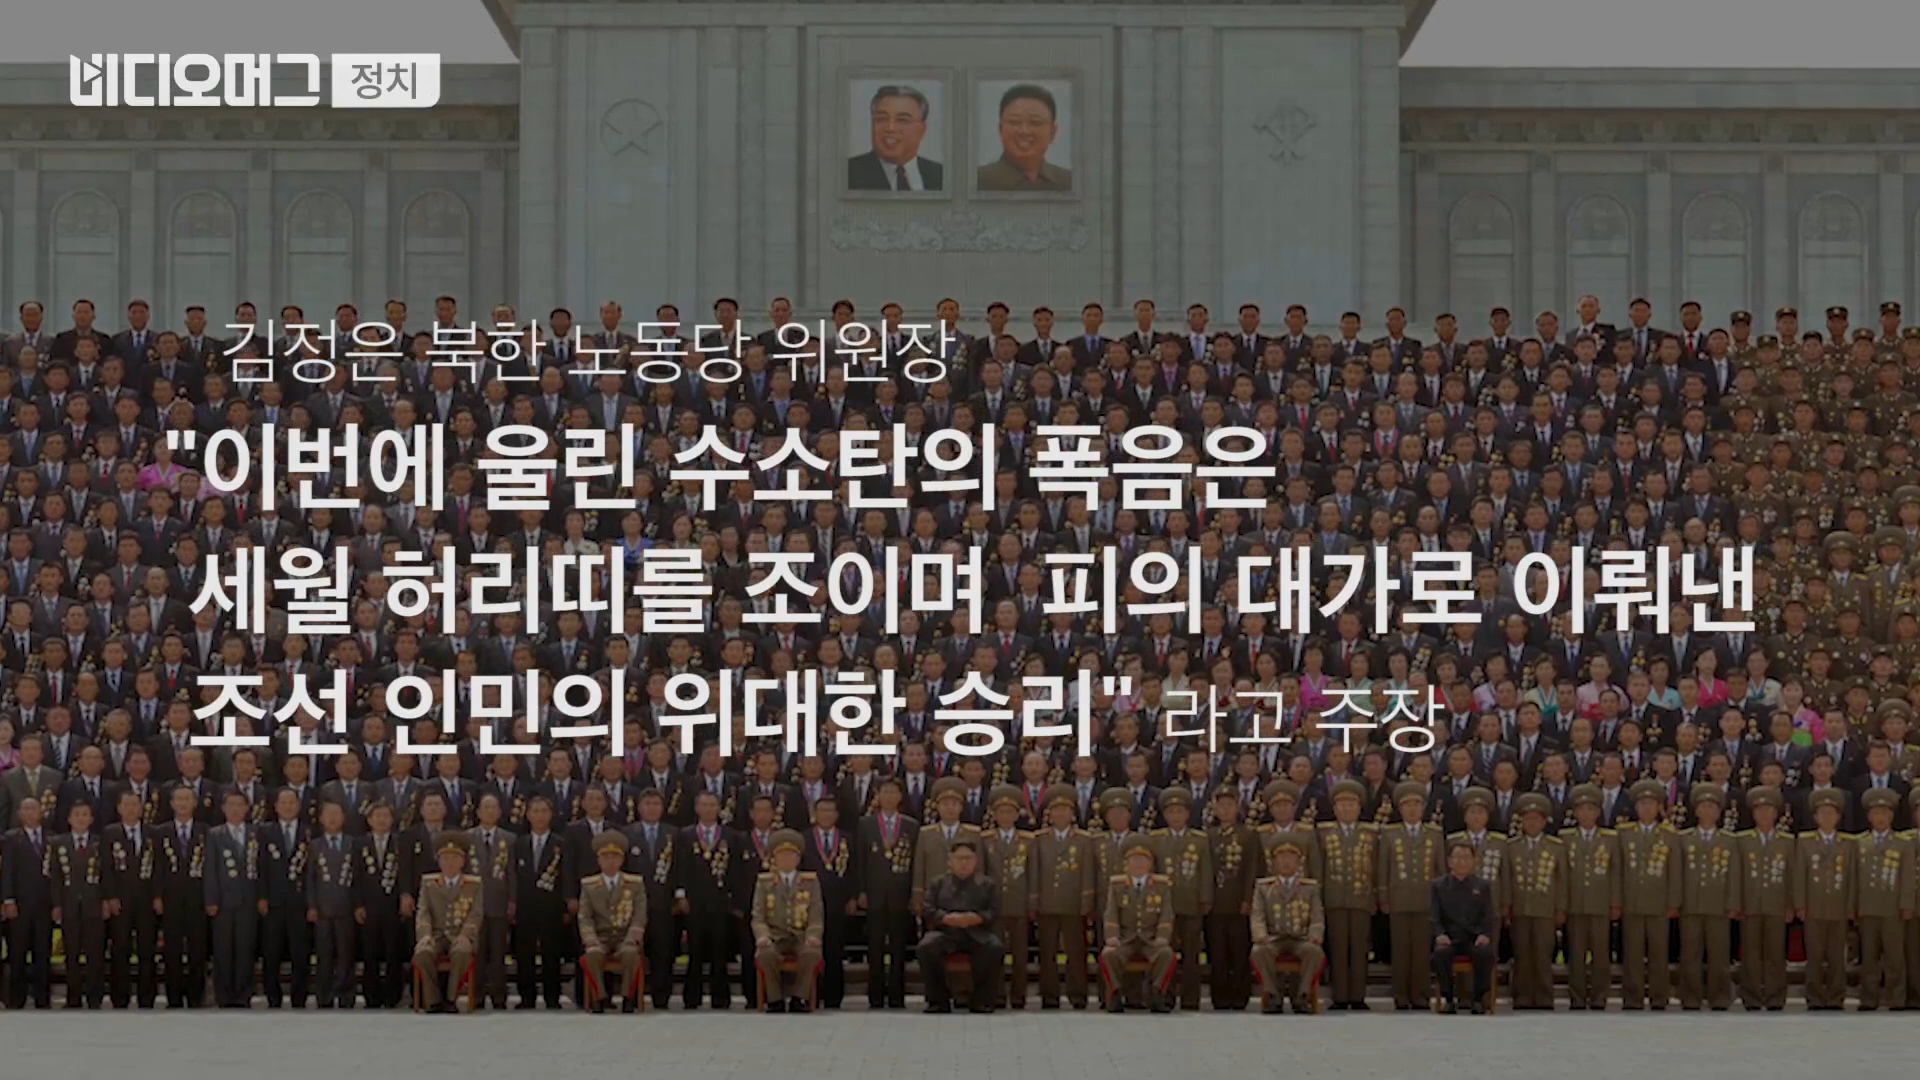 비디오머그 정치
김정은 북한 노동당 위원장
"이번에 울린 수소탄의 폭음은
세월 허리띠를 조이며 피의 대가로 이뤄낸
조선 인민의 위대한 승리" 라고 주장